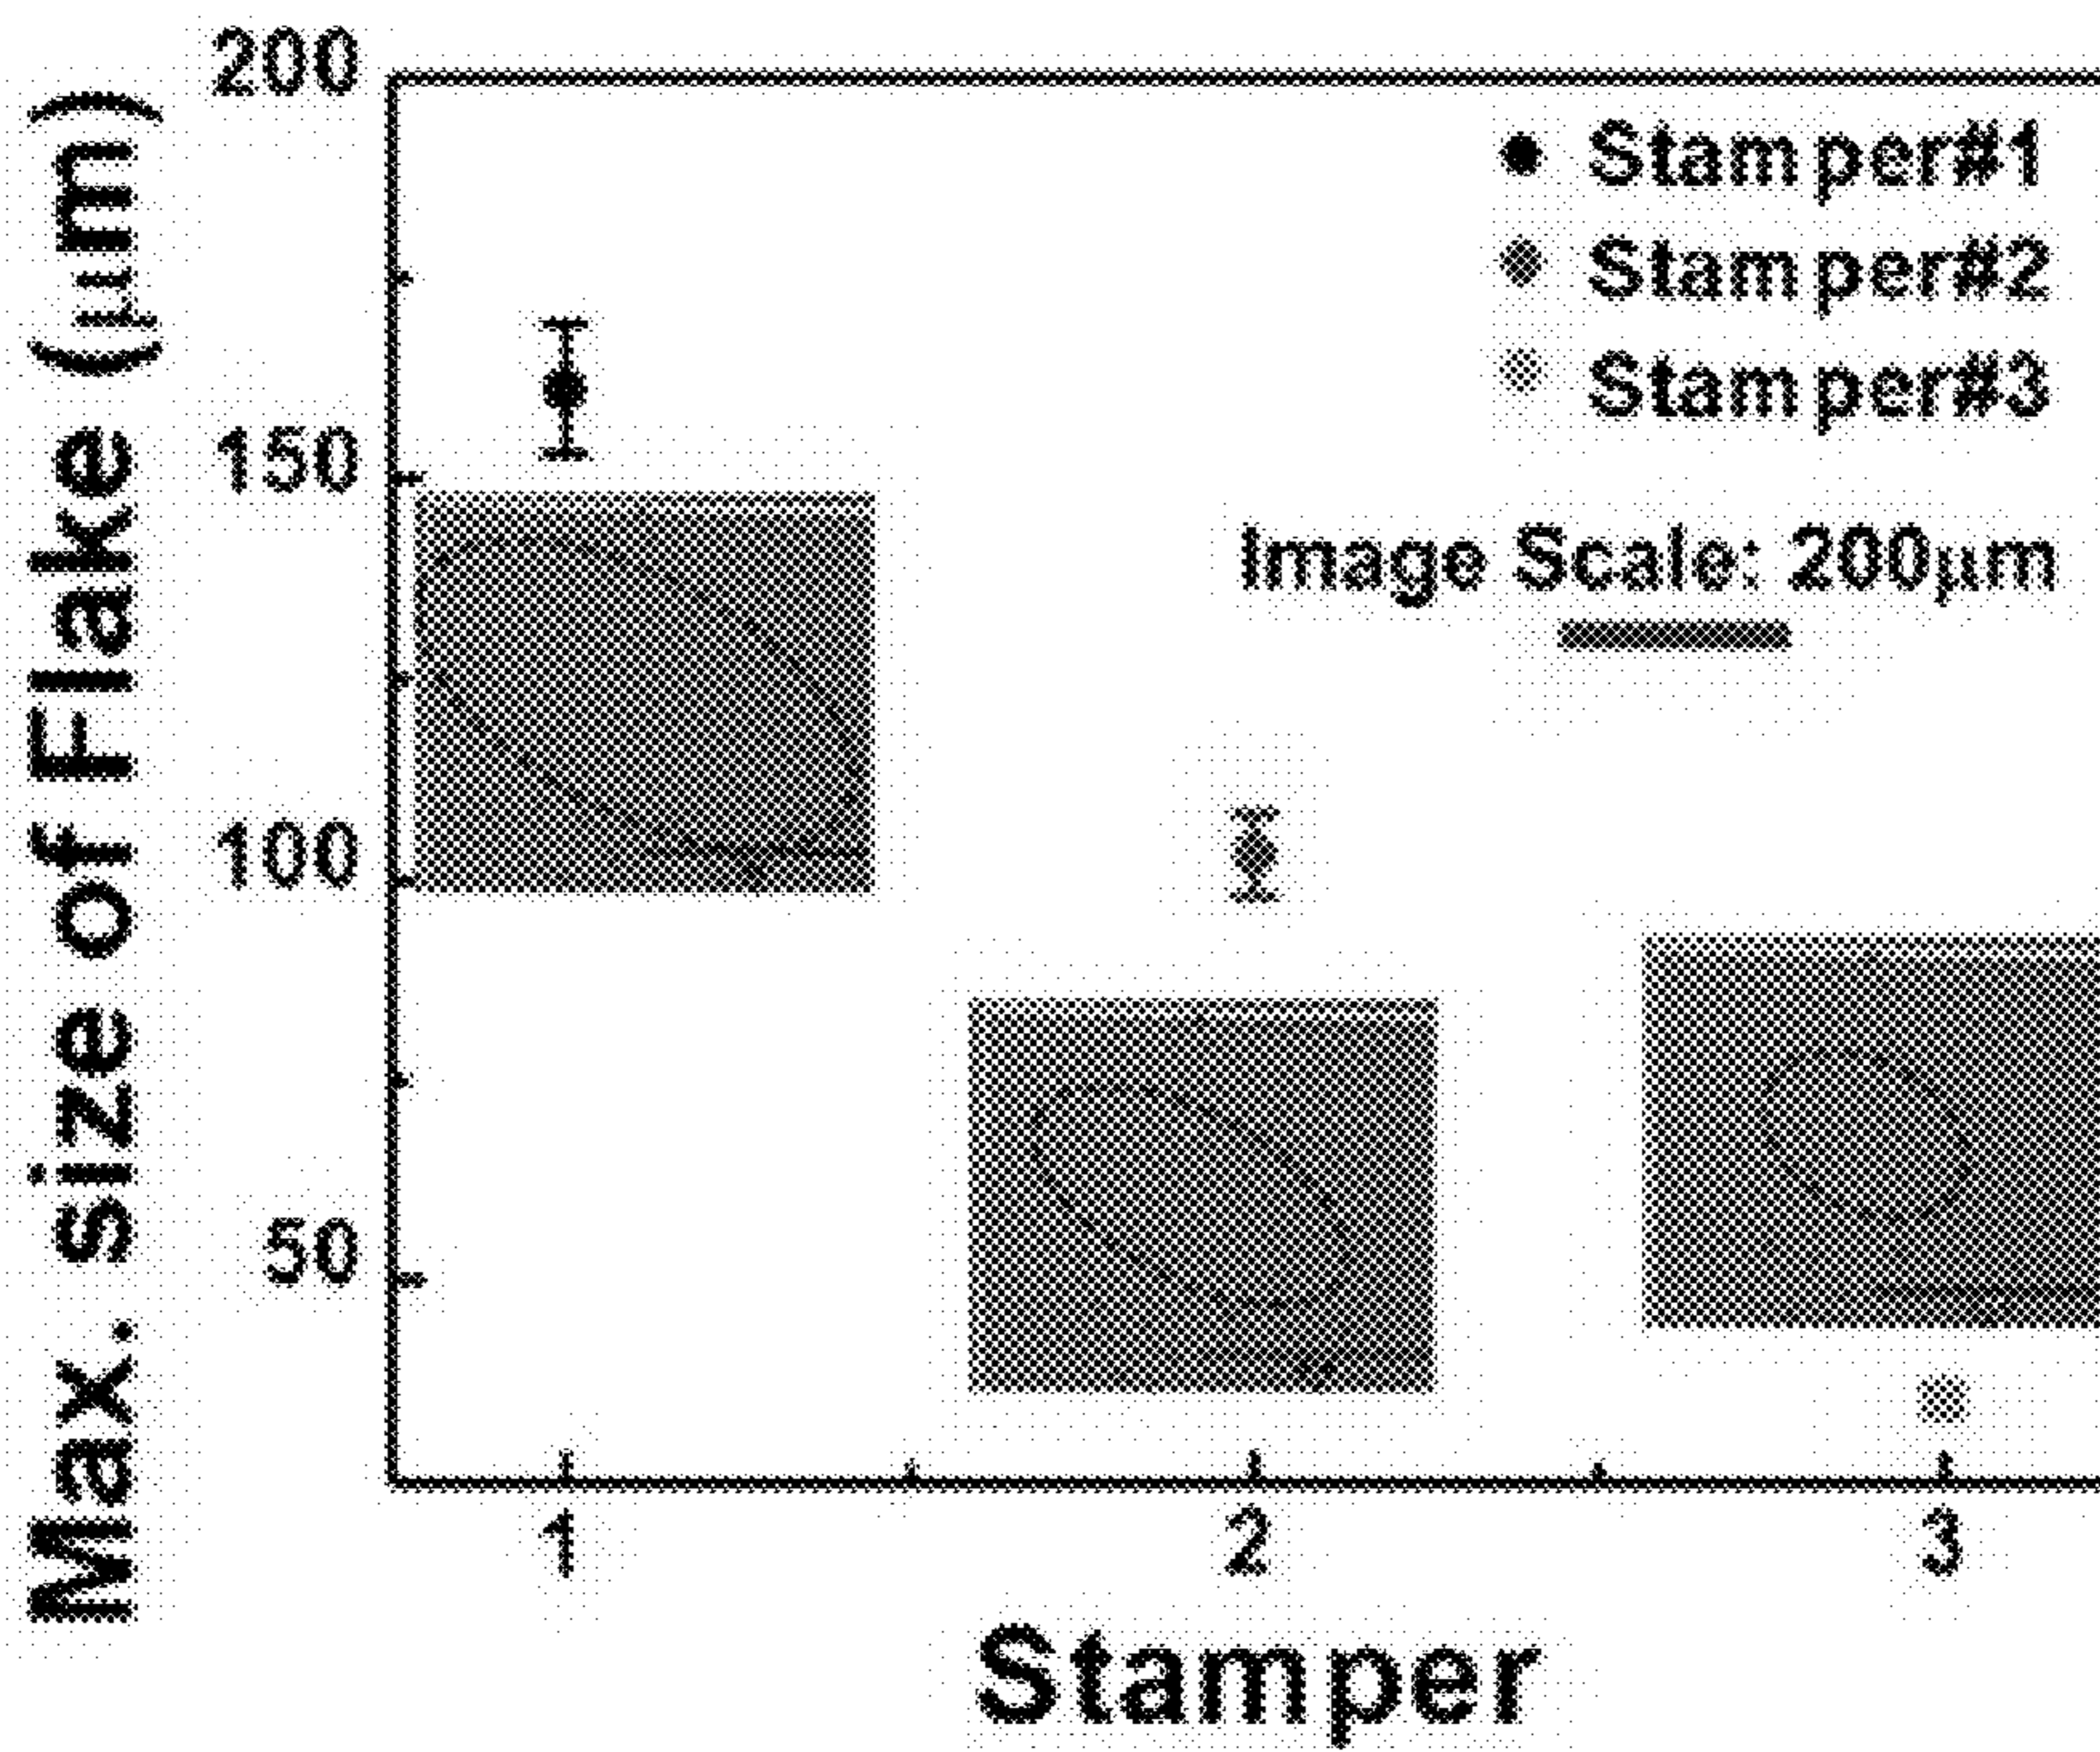 Max. size of Flake (µm)
200
150
100
50
Stamper#1
Stamper#2
Stamper#3
Image Scale: 200µm
1
2
3
Stamper